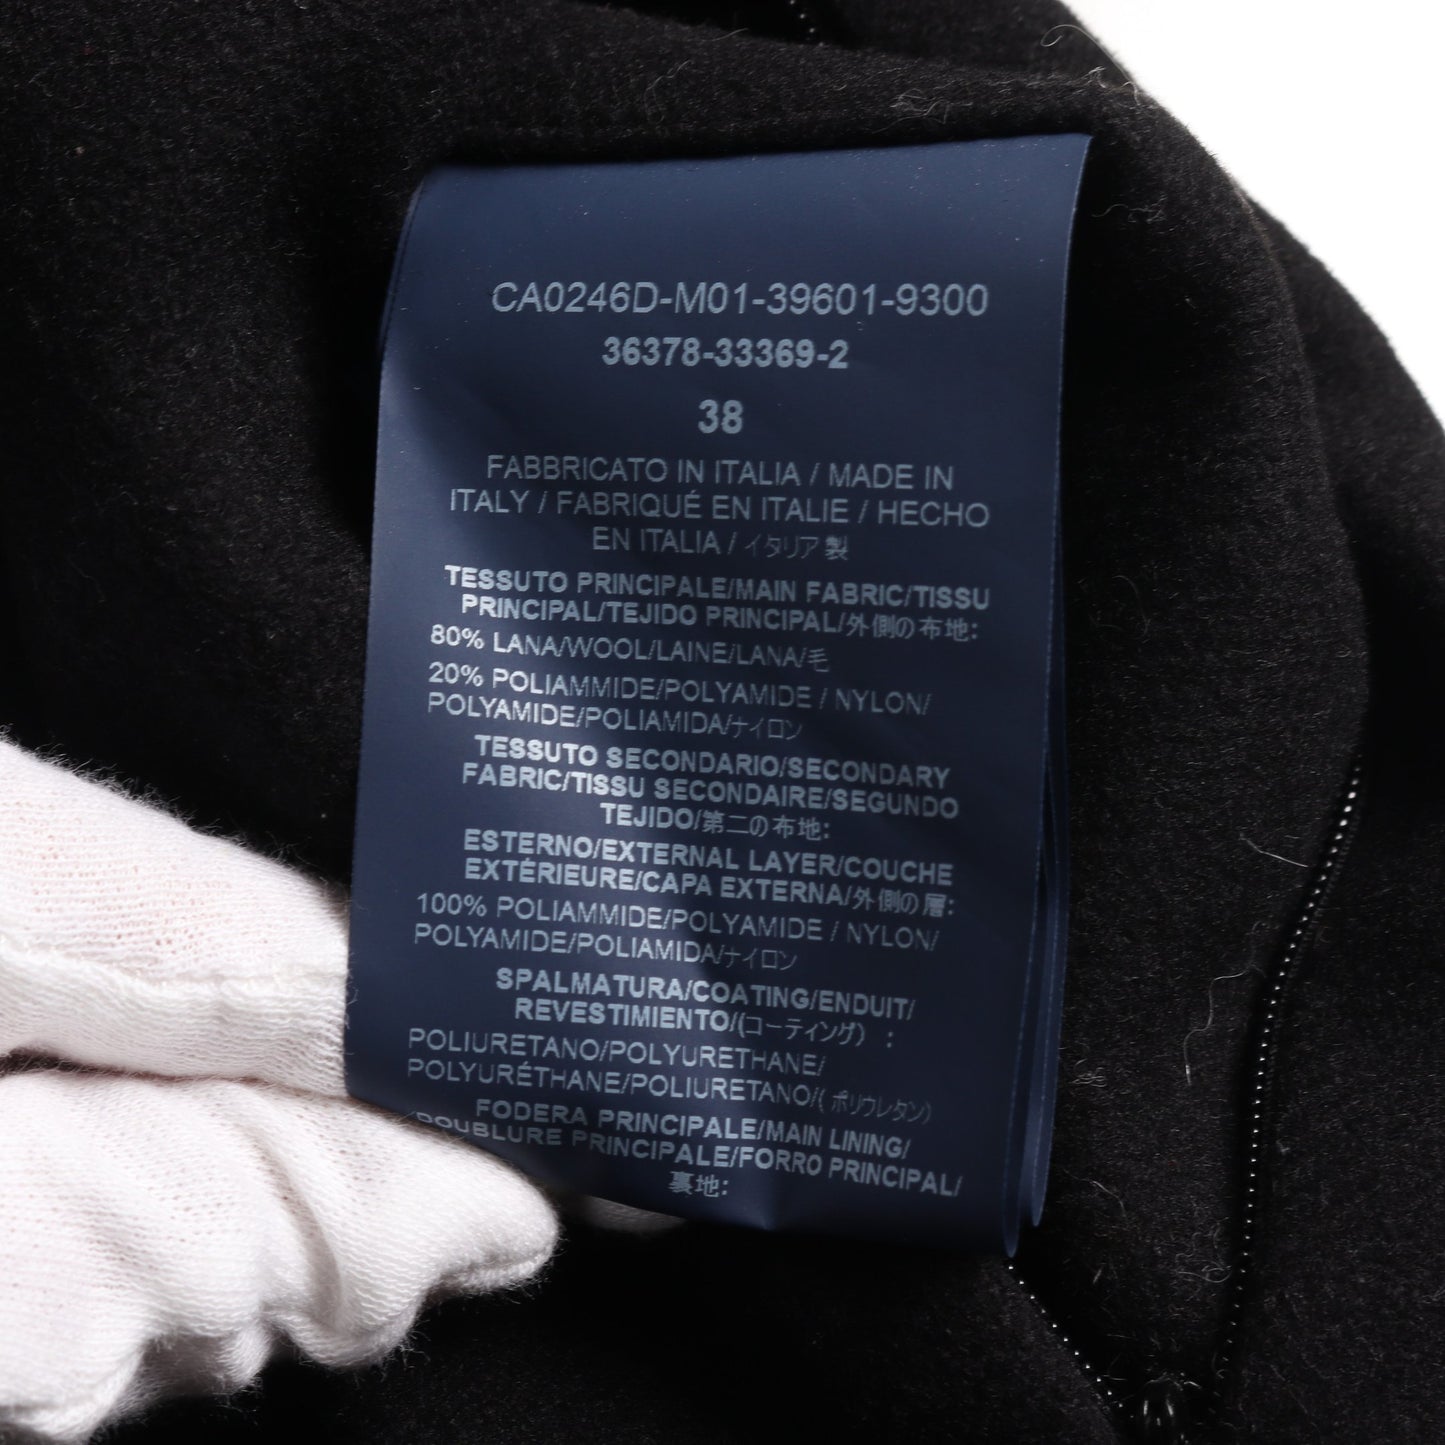 CA0246D-M01-39601-9300
36378-33369-2
38
FABBRICATO IN ITALIA / MADE IN
ITALY / FABRIQUÉ EN ITALIE / HECHO
EN ITALIA / イタリア製
TESSUTO PRINCIPALE/MAIN FABRIC/TISSU
PRINCIPAL/TEJIDO PRINCIPAL/外側の布地:
80% LANA/WOOL/LAINE/LANA/毛
20% POLIAMMIDE/POLYAMIDE / NYLON/
POLYAMIDE/POLIAMIDA/ナイロン
TESSUTO SECONDARIO/SECONDARY
FABRIC/TISSU SECONDAIRE/SEGUNDO
TEJIDO/第二の布地:
ESTERNO/EXTERNAL LAYER/COUCHE
EXTÉRIEURE/CAPA EXTERNA/外側の層:
100% POLIAMMIDE/POLYAMIDE / NYLON/
POLYAMIDE/POLIAMIDA/ナイロン
SPALMATURA/COATING/ENDUIT/
REVESTIMIENTO/(コーティング) :
POLIURETANO/POLYURETHANE/
POLYURÉTHANE/POLIURETANO/(ポリウレタン)
FODERA PRINCIPALE/MAIN LINING/
DOUBLURE PRINCIPALE/FORRO PRINCIPAL/
裏地: